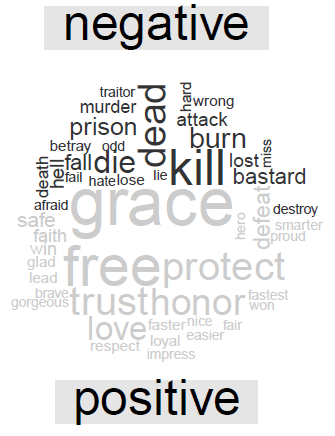 negative
traitor
dead
hard
wrong
murder
attack
prison
burn
betray
odd
miss
lost
fall
die
kill
death
hell
fail
hate
lose
lie
bastard
afraid
grace
hero
defeat
destroy
safe
smarter
faith
proud
win
glad
free
protect
lead
brave
gorgeous
trust
honor
fastest
won
love
faster
nice
fair
easier
respect
loyal
impress
positive